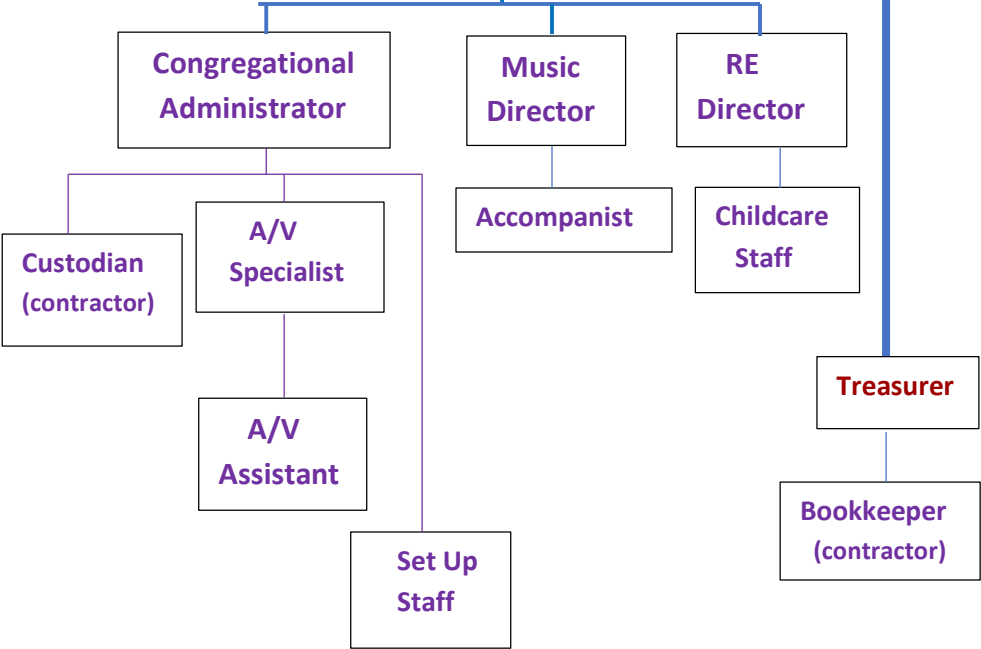 Congregational
Administrator
Music
Director
RE
Director
Accompanist
Childcare
Staff
A/V
Specialist
Custodian
(contractor)
Treasurer
A/V
Assistant
Bookkeeper
(contractor)
Set Up
Staff